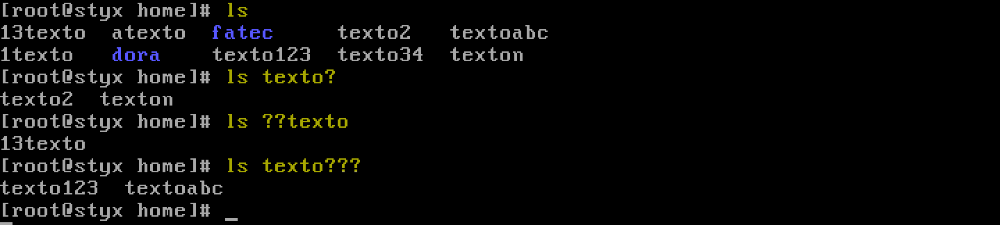 [root@styx home]# ls
13texto  atexto  fatec     texto2   textoabc
1texto   dora    texto123  texto34  texton
[root@styx home]# ls texto?
texto2  texton
[root@styx home]# ls ??texto
13texto
[root@styx home]# ls texto???
texto123  textoabc
[root@styx home]# _